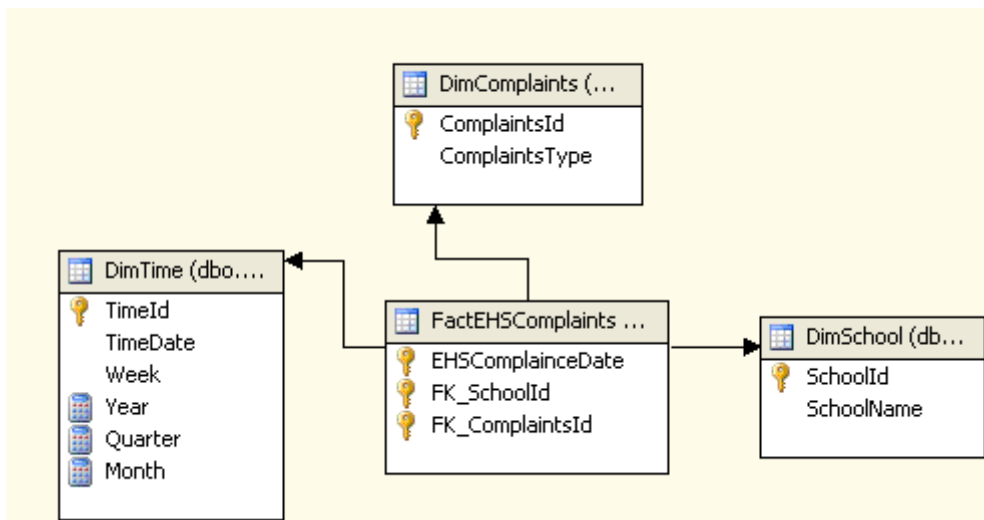 DimComplaints (...
ComplaintsId
ComplaintsType
DimTime (dbo....
TimeId
TimeDate
Week
Year
Quarter
Month
FactEHSComplaints ...
EHSComplainceDate
FK_SchoolId
FK_ComplaintsId
DimSchool (db...
SchoolId
SchoolName